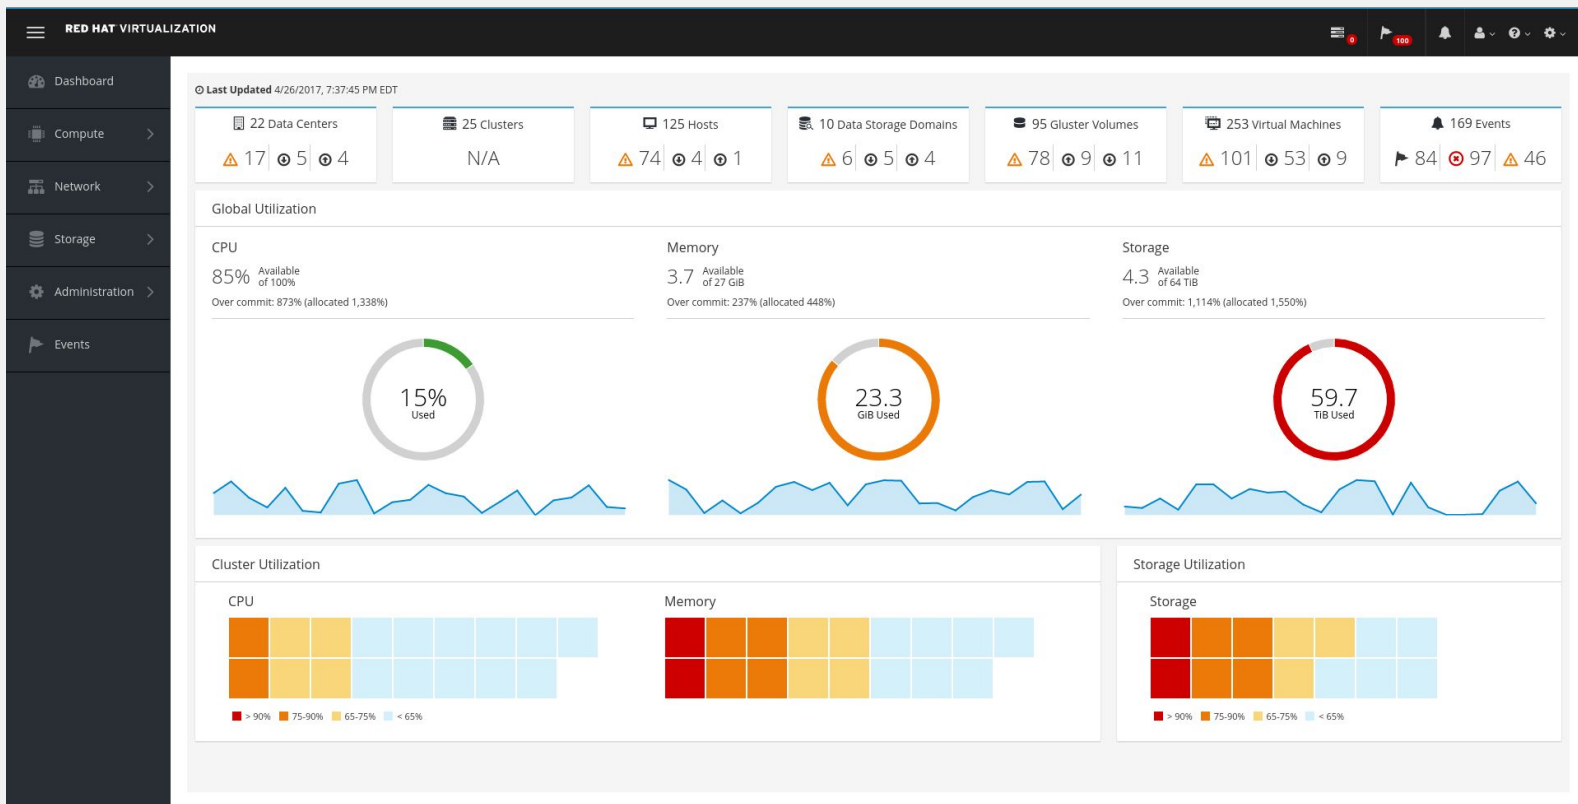 RED HAT VIRTUALIZATION
0
100
Dashboard
Compute
Network
Storage
Administration
Events
Last Updated 4/26/2017, 7:37:45 PM EDT
22 Data Centers
17 5 4
25 Clusters
N/A
125 Hosts
74 4 1
10 Data Storage Domains
6 5 4
95 Gluster Volumes
78 9 11
253 Virtual Machines
101 53 9
169 Events
84 97 46
Global Utilization
CPU
85% Available
of 100%
Over commit: 873% (allocated 1,338%)
15%
Used
Memory
3.7 Available
of 27 GiB
Over commit: 237% (allocated 448%)
23.3
GiB Used
Storage
4.3 Available
of 64 TiB
Over commit: 1,114% (allocated 1,550%)
59.7
TiB Used
Cluster Utilization
CPU
Memory
> 90% 75-90% 65-75% < 65%
Storage Utilization
Storage
> 90% 75-90% 65-75% < 65%